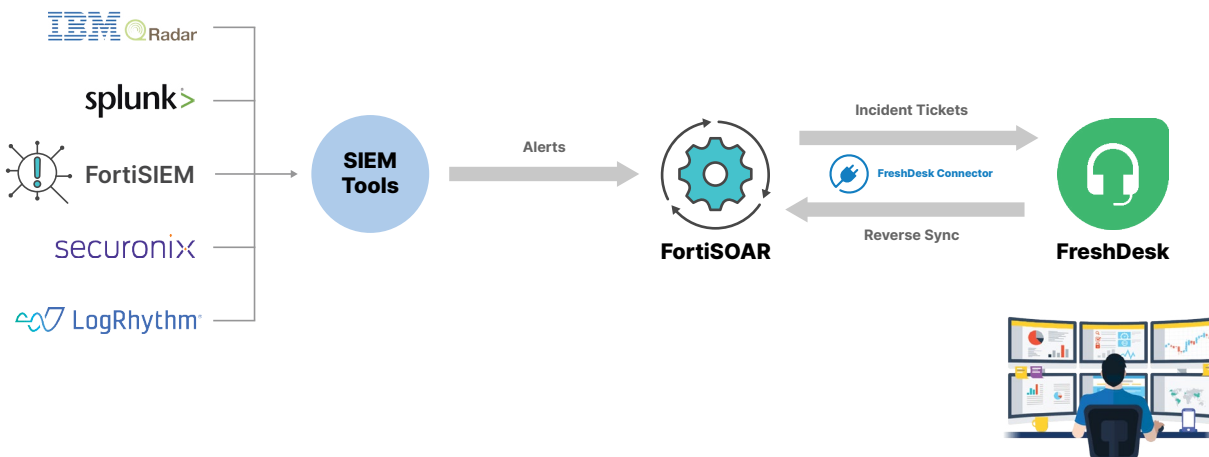 IBM QRadar
splunk>
FortiSIEM
securonix
LogRhythm
SIEM
Tools
Alerts
FortiSOAR
Incident Tickets
FreshDesk Connector
Reverse Sync
FreshDesk